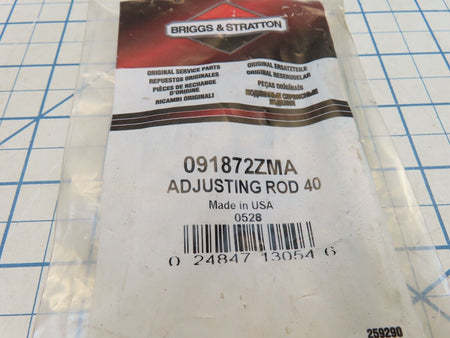 BRIGGS & STRATTON
ORIGINAL SERVICE PARTS
REPUESTOS ORIGINALES
PIÈCES DE RECHANGE
D'ORIGINE
RICAMBI ORIGINALI
ORIGINAL ERSATZTEILE
ORIGINAL RESERVDELAR
PEÇAS ORIGINAIS
091872ZMA
ADJUSTING ROD 40
Made in USA
0528
0 24847 13054 6
259290